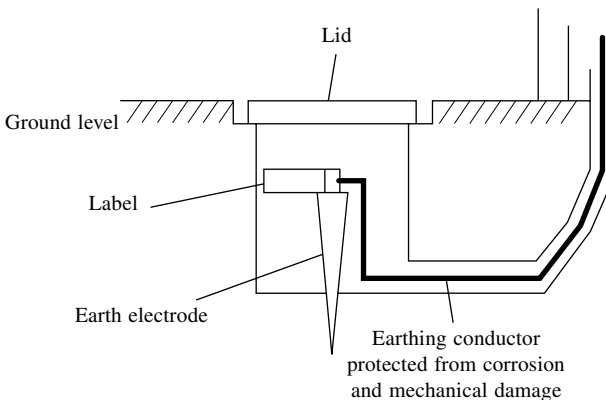 Lid
Ground level
Label
Earth electrode
Earthing conductor
protected from corrosion
and mechanical damage